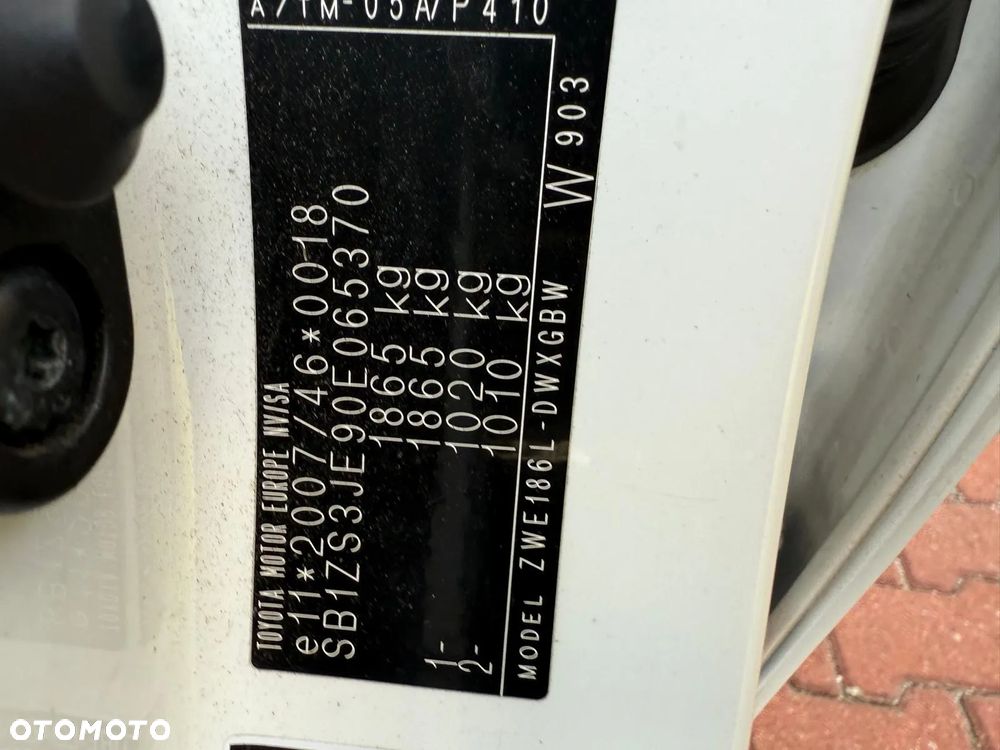 TOYOTA MOTOR EUROPE NV/SA
e11*2007/46*0018
SB1ZS3JE90E065370
1865 kg
1865 kg
1- 1020 kg
2- 1010 kg
MODEL ZWE186L-DWXGBW W903
A/TM-05A/P410
OTOMOTO